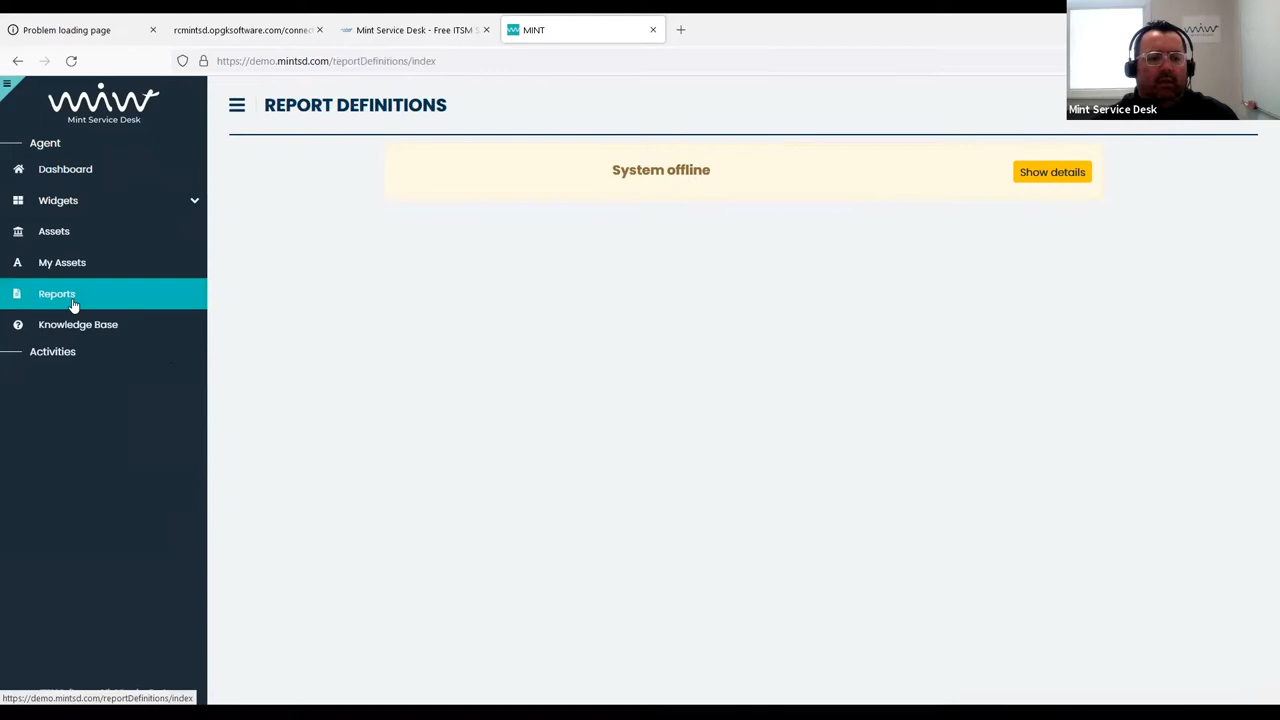 Problem loading page
rcmintsd.opgksoftware.com/connec
Mint Service Desk - Free ITSM S
MINT
https://demo.mintsd.com/reportDefinitions/index
Mint Service Desk
Mint Service Desk
REPORT DEFINITIONS
System offline
Show details
Agent
Dashboard
Widgets
Assets
My Assets
Reports
Knowledge Base
Activities
https://demo.mintsd.com/reportDefinitions/index